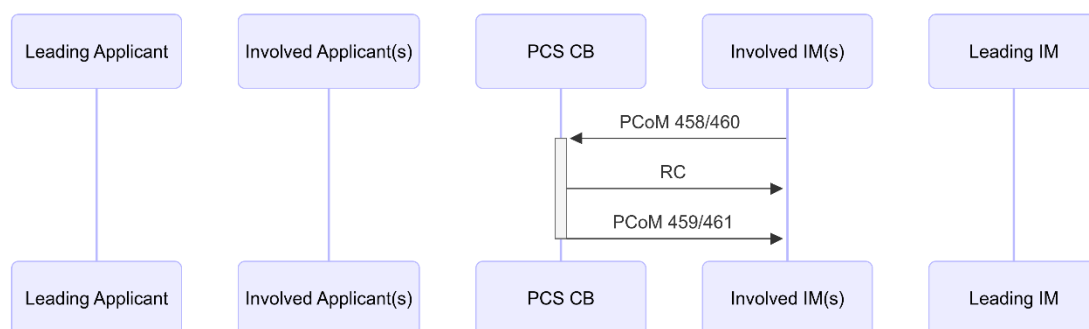 Leading Applicant
Involved Applicant(s)
PCS CB
Involved IM(s)
Leading IM
PCoM 458/460
RC
PCoM 459/461
Leading Applicant
Involved Applicant(s)
PCS CB
Involved IM(s)
Leading IM